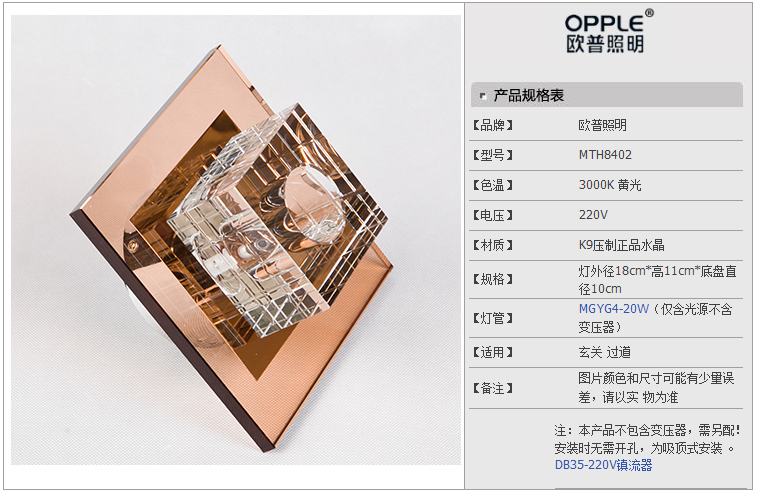 OPPLE®
欧普照明
产品规格表
【品牌】 欧普照明
【型号】 MTH8402
【色温】 3000K 黄光
【电压】 220V
【材质】 K9压制正品水晶
【规格】 灯外径18cm*高11cm*底盘直
径10cm
【灯管】 MGYG4-20W（仅含光源不含
变压器）
【适用】 玄关 过道
【备注】 图片颜色和尺寸可能有少量误
差，请以实 物为准
注：本产品不包含变压器，需另配！
安装时无需开孔，为吸顶式安装 。
DB35-220V镇流器